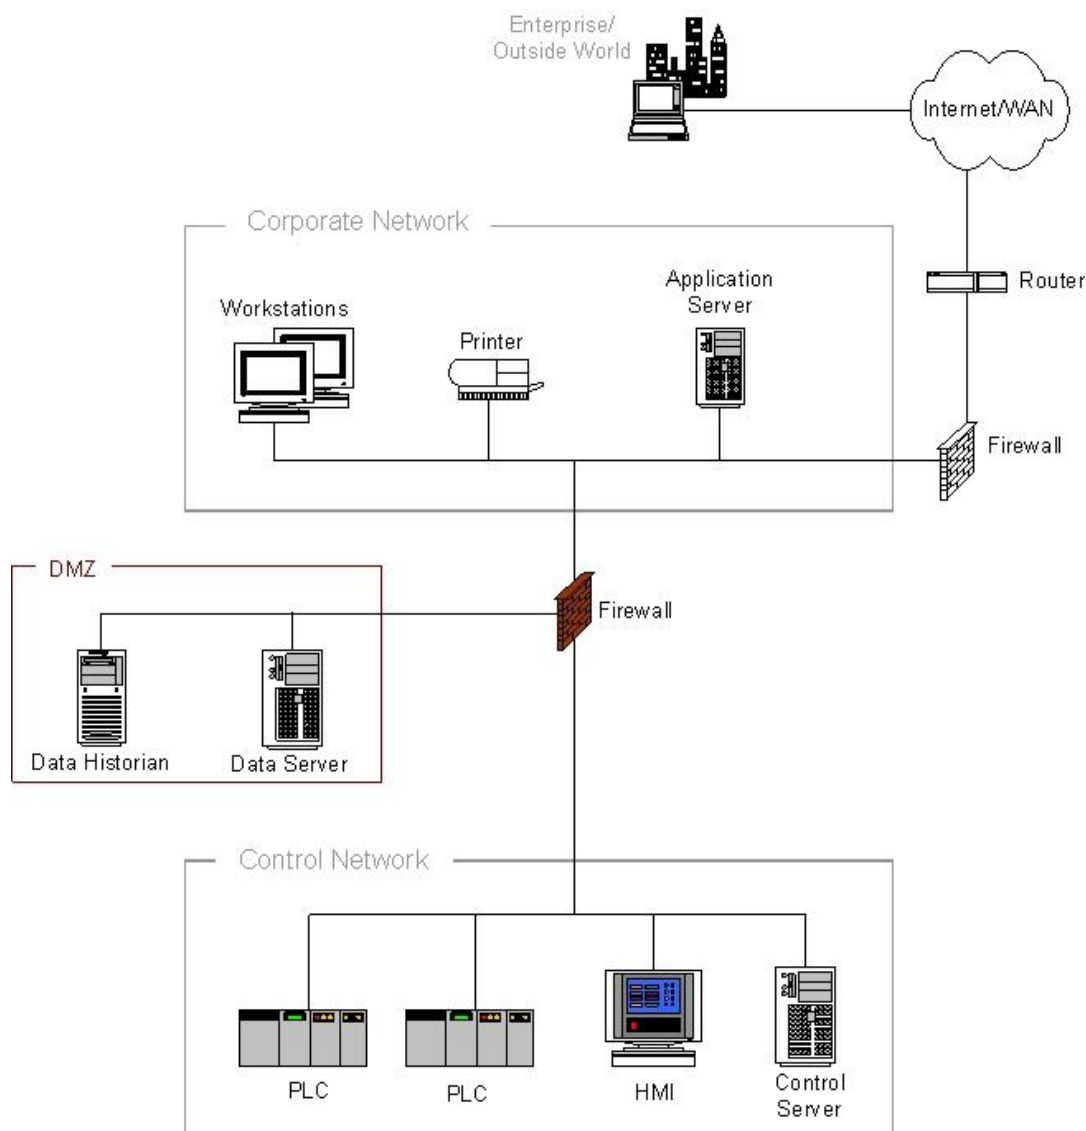 Enterprise/
Outside World
Internet/WAN
Corporate Network
Application
Server
Router
Workstations
Printer
Firewall
DMZ
Firewall
Data Historian
Data Server
Control Network
PLC
PLC
HMI
Control
Server